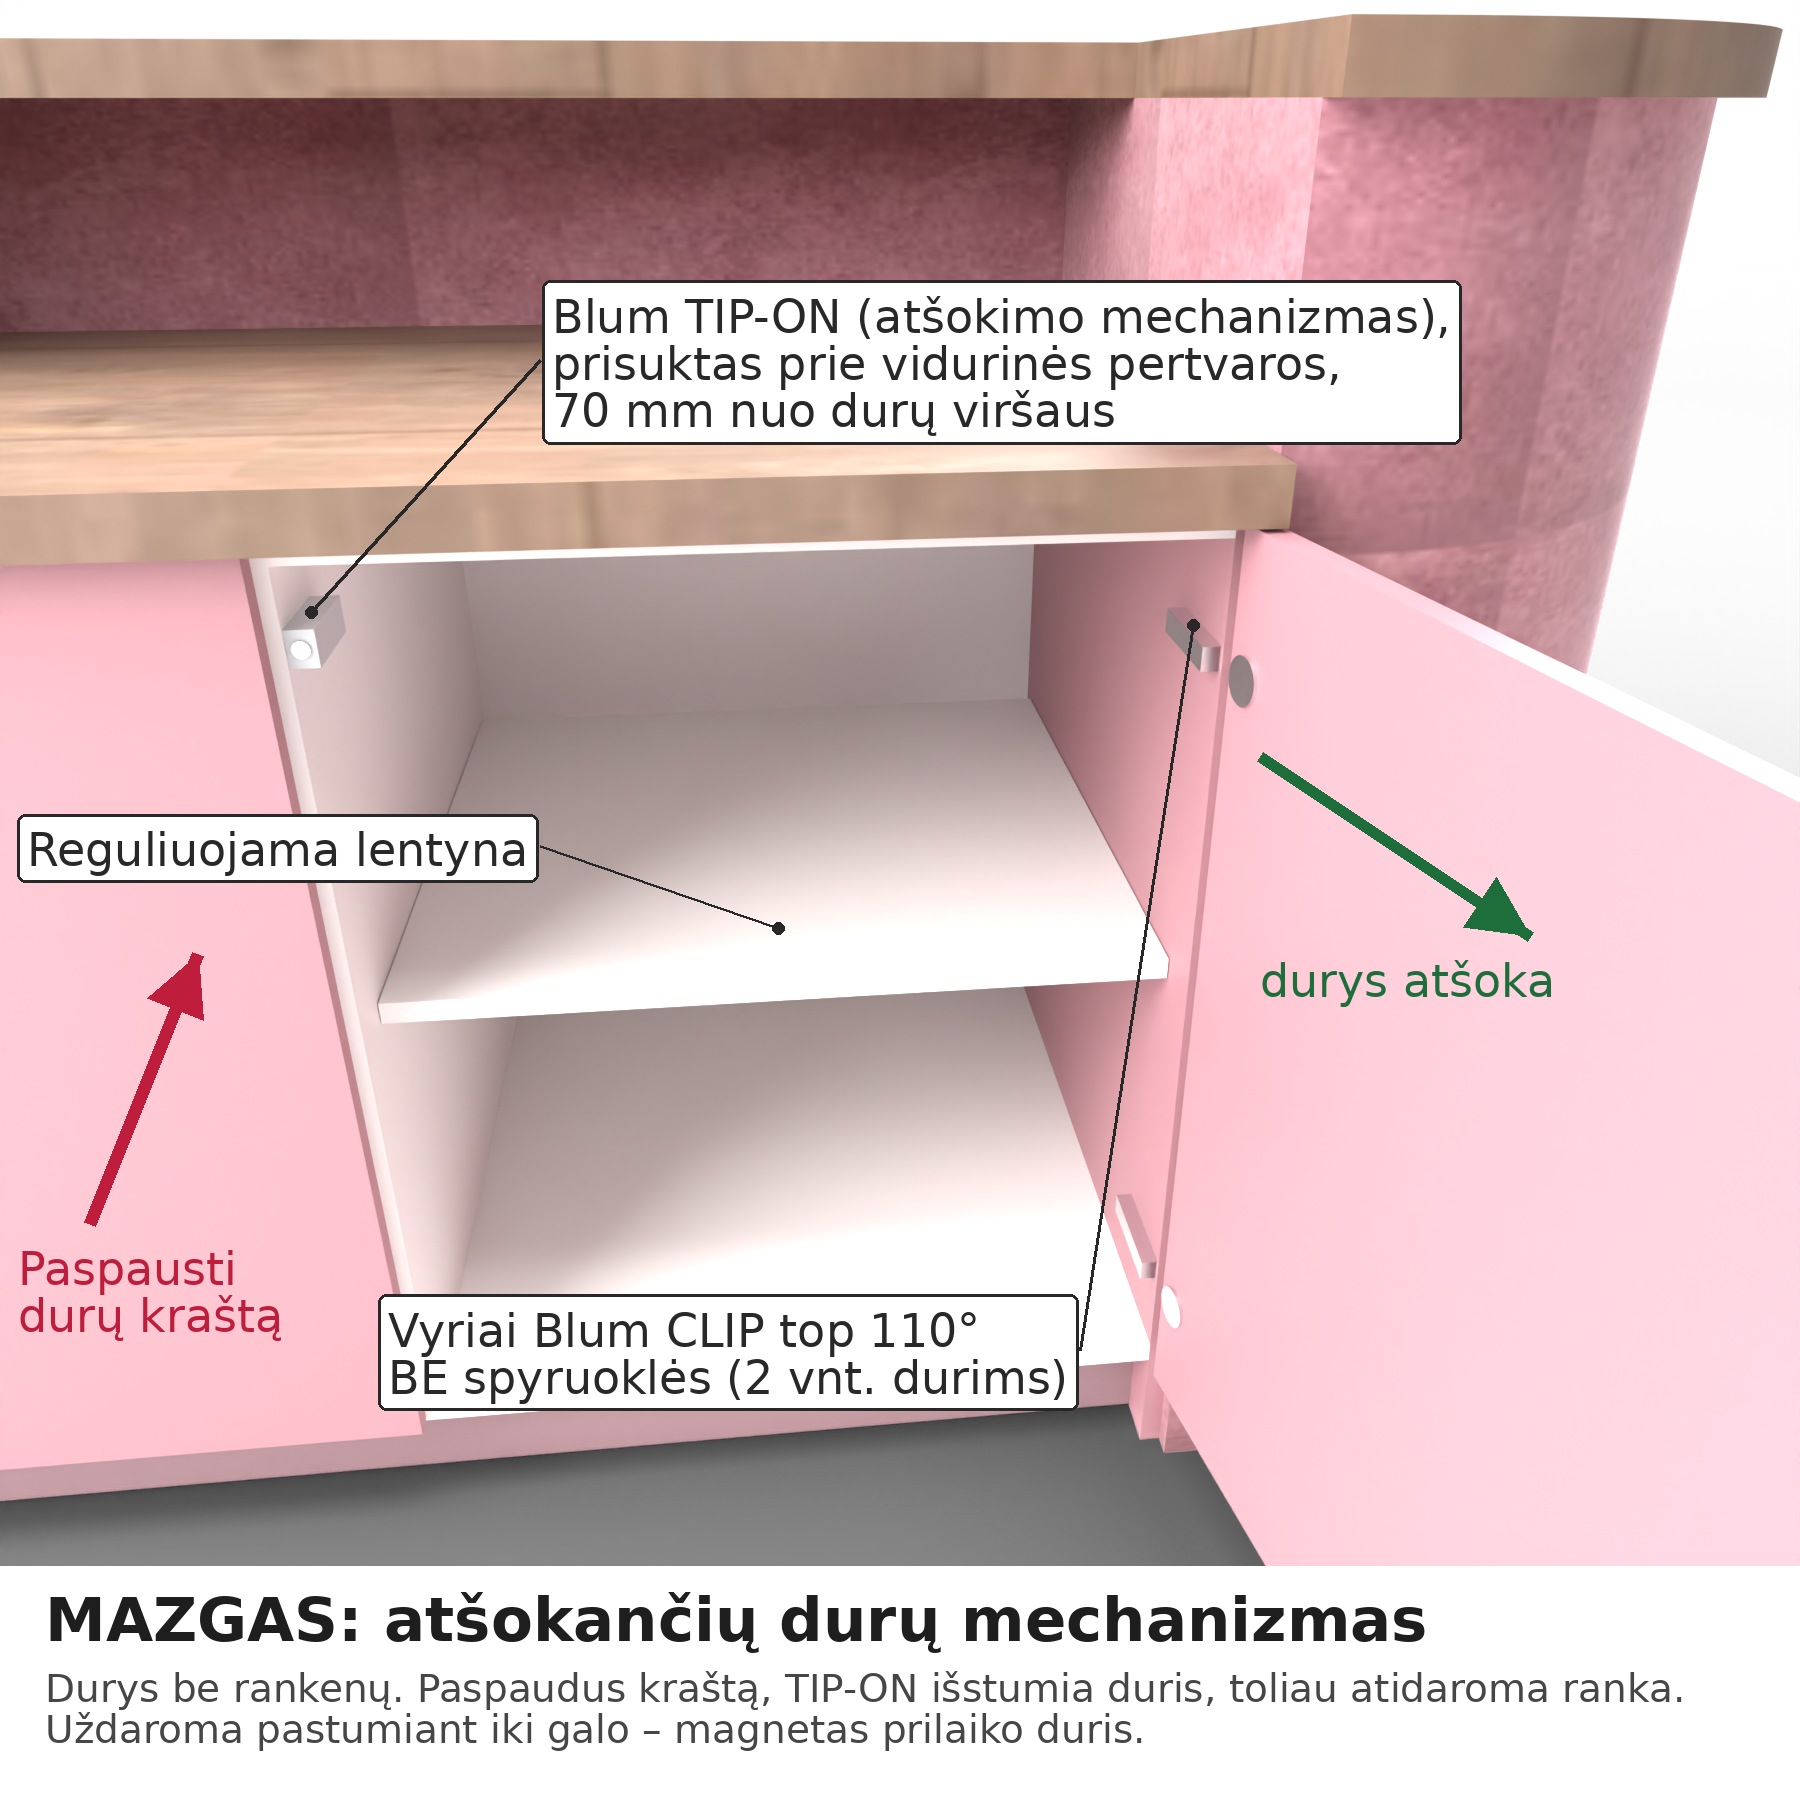 Blum TIP-ON (atšokimo mechanizmas),
prisuktas prie vidurinės pertvaros,
70 mm nuo durų viršaus
Reguliuojama lentyna
durys atšoka
Paspausti
durų kraštą
Vyriai Blum CLIP top 110°
BE spyruoklės (2 vnt. durims)
MAZGAS: atšokančių durų mechanizmas
Durys be rankenų. Paspaudus kraštą, TIP-ON išstumia duris, toliau atidaroma ranka.
Uždaroma pastumiant iki galo – magnetas prilaiko duris.